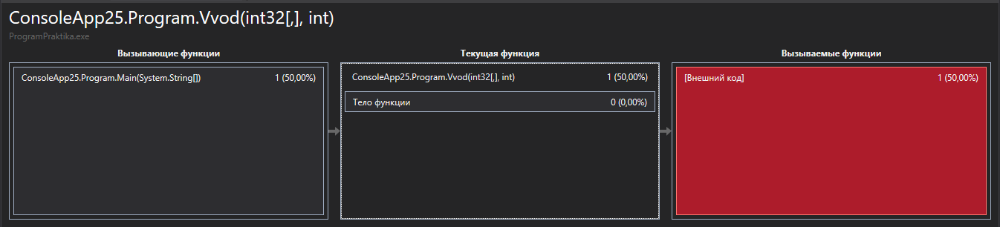 ConsoleApp25.Program.Vvod(int32[,], int)
ProgramPraktika.exe
Вызывающие функции
ConsoleApp25.Program.Main(System.String[]) 1 (50,00%)
Текущая функция
ConsoleApp25.Program.Vvod(int32[,], int) 1 (50,00%)
Тело функции 0 (0,00%)
Вызываемые функции
[Внешний код] 1 (50,00%)